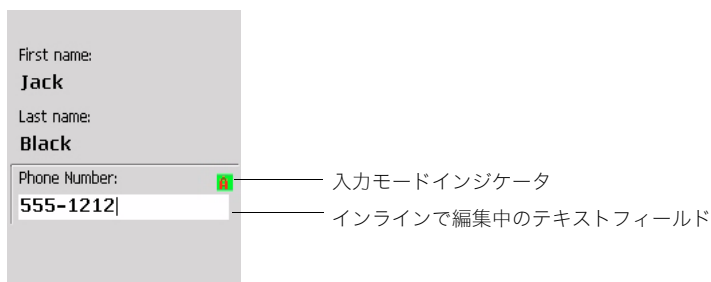 First name:
Jack
Last name:
Black
Phone Number:
A
入力モードインジケータ
555-1212
インラインで編集中のテキストフィールド